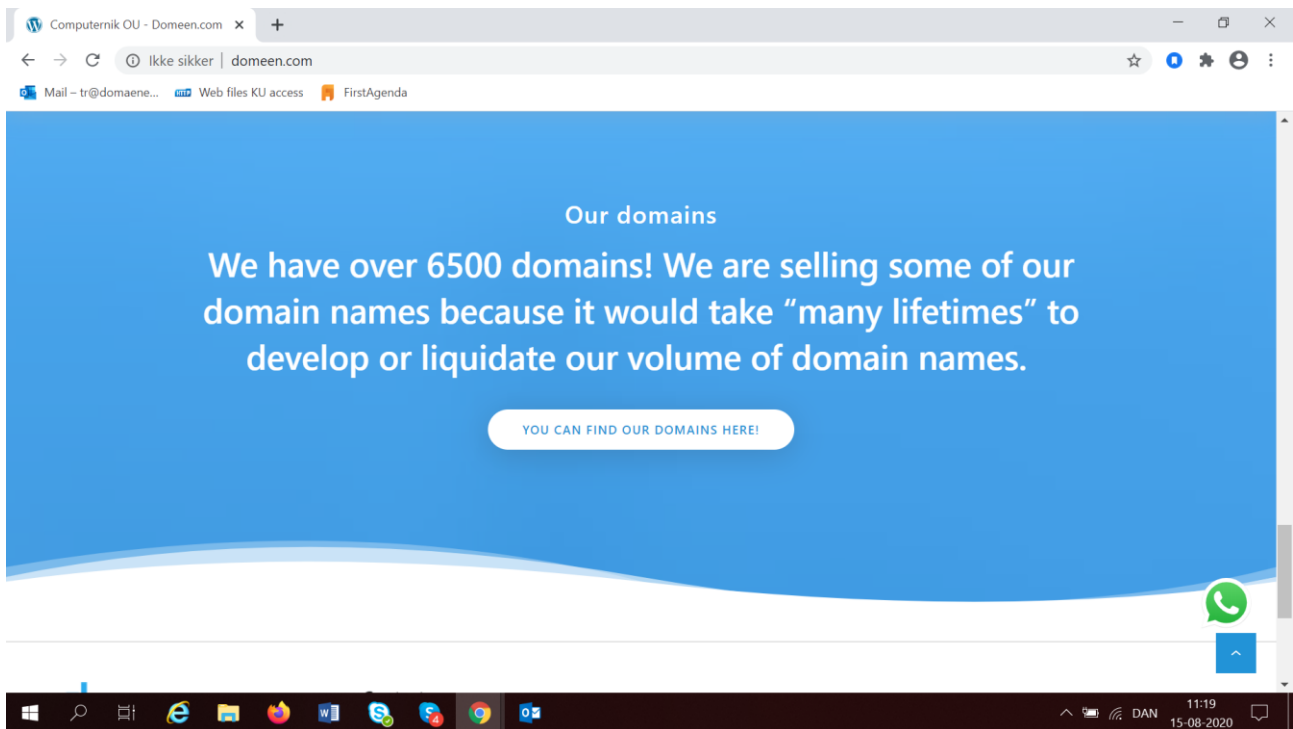 Computernik OU - Domeen.com
Ikke sikker | domeen.com
Mail – tr@domaene... Web files KU access FirstAgenda
Our domains
We have over 6500 domains! We are selling some of our
domain names because it would take “many lifetimes” to
develop or liquidate our volume of domain names.
YOU CAN FIND OUR DOMAINS HERE!
DAN 11:19
15-08-2020